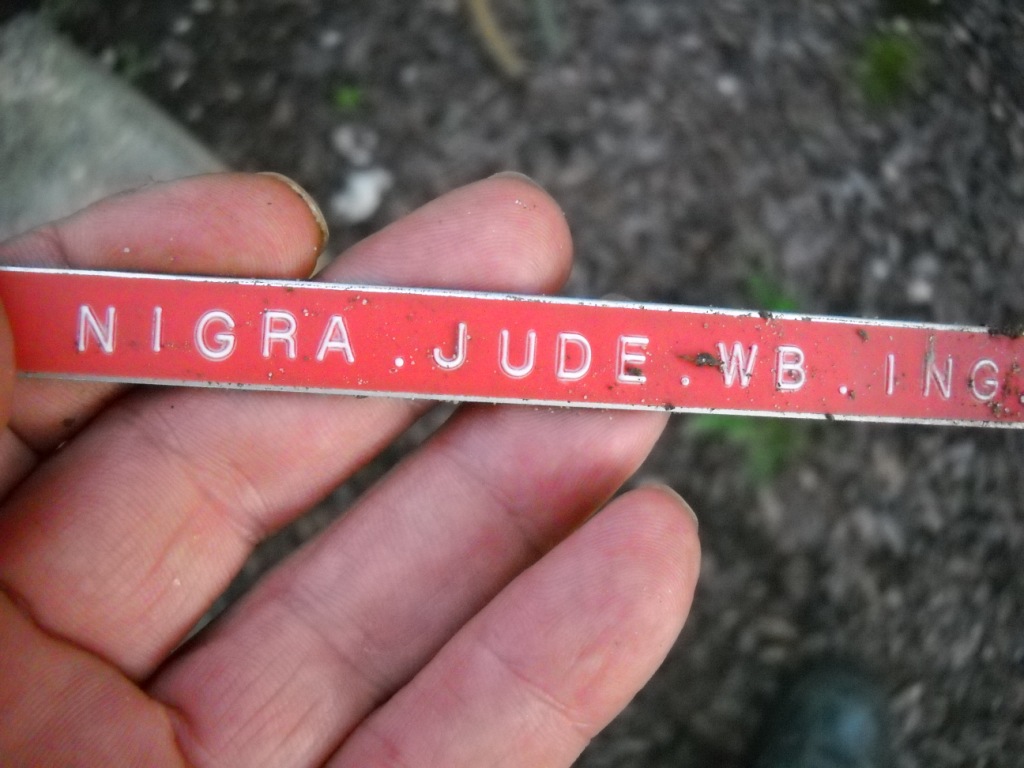 NIGRA . JUDE . WB . ING.